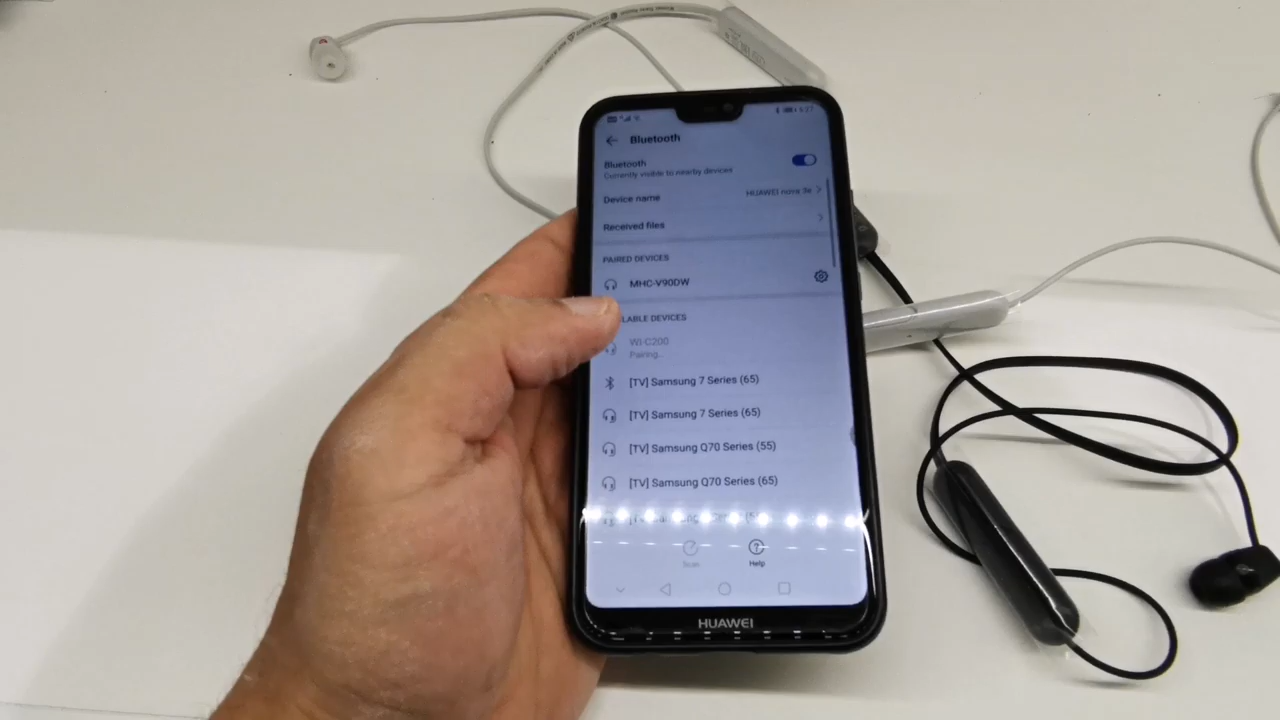 Bluetooth
Bluetooth
Currently visible to nearby devices
Device name HUAWEI nova 3e
Received files
PAIRED DEVICES
MHC-V90DW
LABLE DEVICES
WI-C200
Pairing...
[TV] Samsung 7 Series (65)
[TV] Samsung 7 Series (65)
[TV] Samsung Q70 Series (55)
[TV] Samsung Q70 Series (65)
Scan
Help
HUAWEI